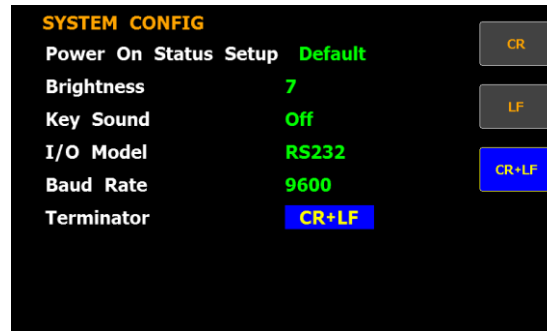 SYSTEM CONFIG
Power On Status Setup Default
Brightness 7
Key Sound Off
I/O Model RS232
Baud Rate 9600
Terminator CR+LF
CR
LF
CR+LF